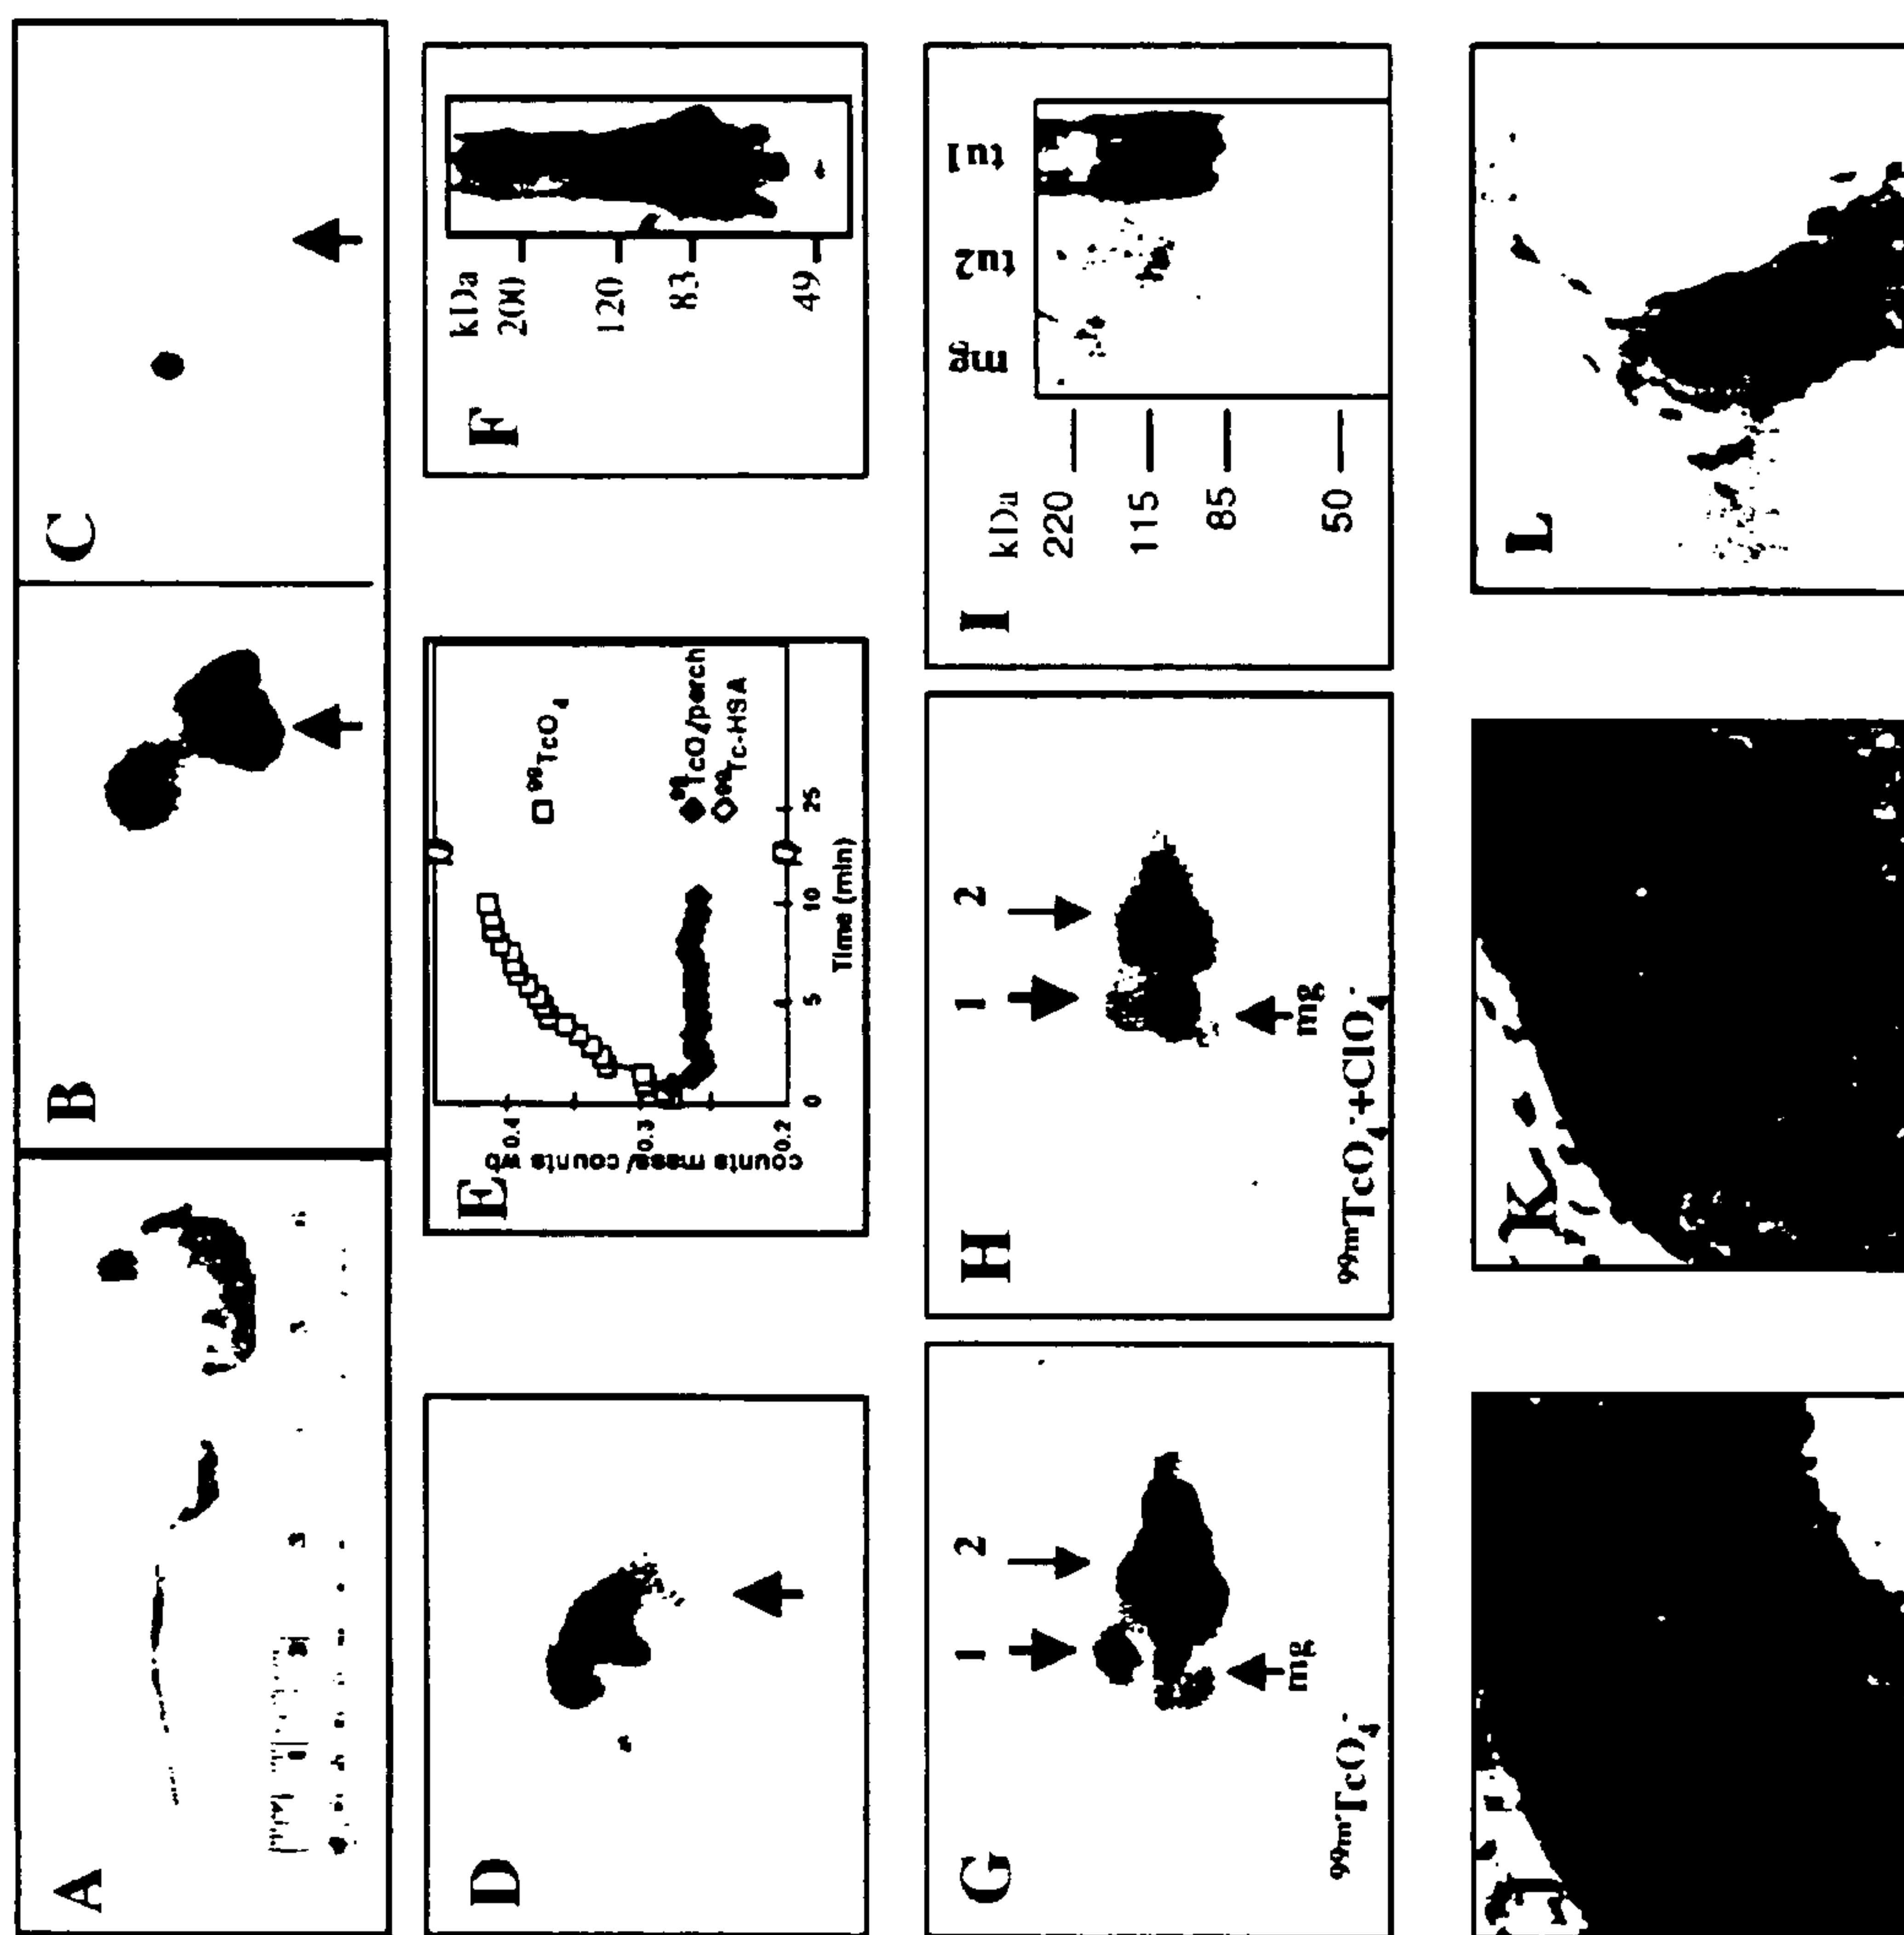 A
B
C
D
E
counts mass/ counts wb
0.4
0.3
0.2
0
5
10
25
Time (min)
⁹⁹TcO₄
⁹⁹TcO/perch
⁹⁹Tc-HSA
F
kDa
200
120
83
49
G
1
2
mg
⁹⁹ᵐTcO₄⁻
H
1
2
mg
⁹⁹ᵐTcO₄⁻+ClO₄⁻
I
kDa
220
115
85
50
mg
tu2
tu1
J
K
L